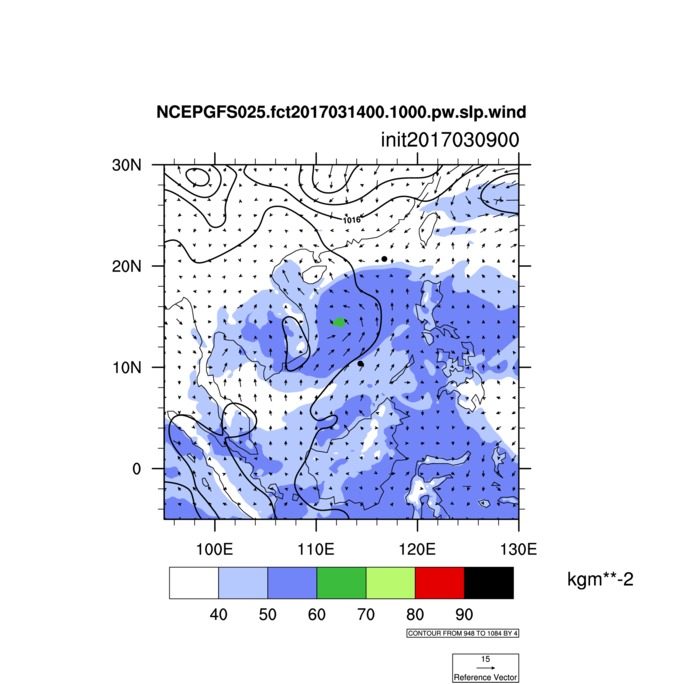 NCEPGFS025.fct2017031400.1000.pw.slp.wind
init2017030900
30N
1016
20N
10N
0
100E 110E 120E 130E
kgm**-2
40 50 60 70 80 90
CONTOUR FROM 948 TO 1084 BY 4
15
Reference Vector